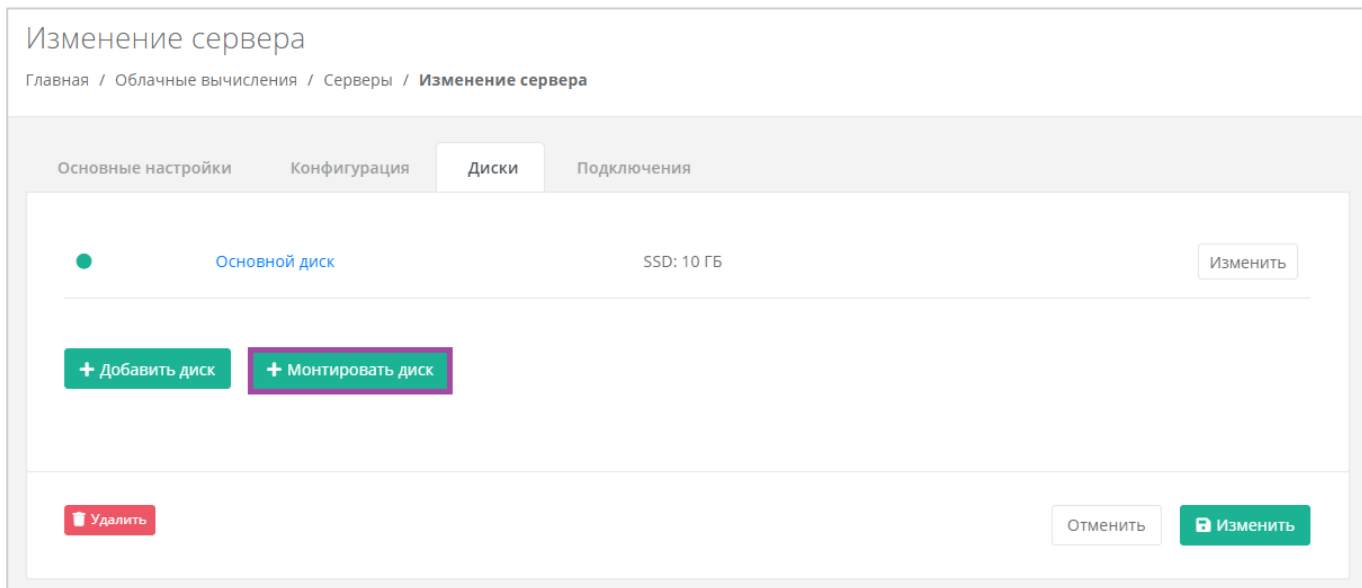 Изменение сервера
Главная / Облачные вычисления / Серверы / Изменение сервера
Основные настройки Конфигурация Диски Подключения
Основной диск SSD: 10 ГБ Изменить
+ Добавить диск + Монтировать диск
Удалить Отменить Изменить